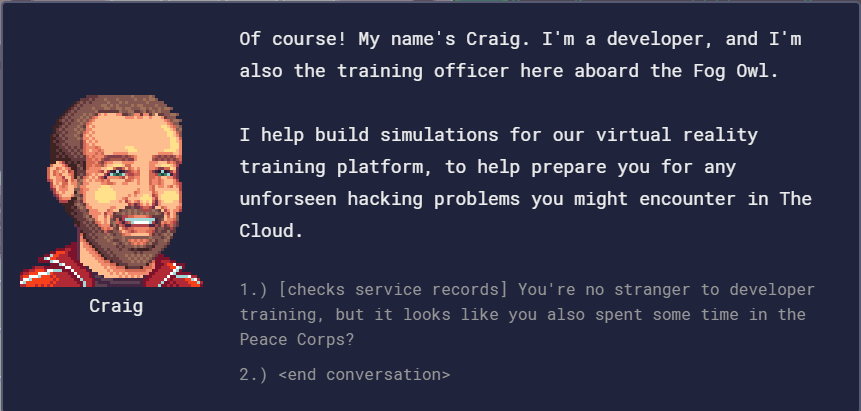 Of course! My name's Craig. I'm a developer, and I'm
also the training officer here aboard the Fog Owl.
I help build simulations for our virtual reality
training platform, to help prepare you for any
unforseen hacking problems you might encounter in The
Cloud.
Craig
1.) [checks service records] You're no stranger to developer
training, but it looks like you also spent some time in the
Peace Corps?
2.) <end conversation>